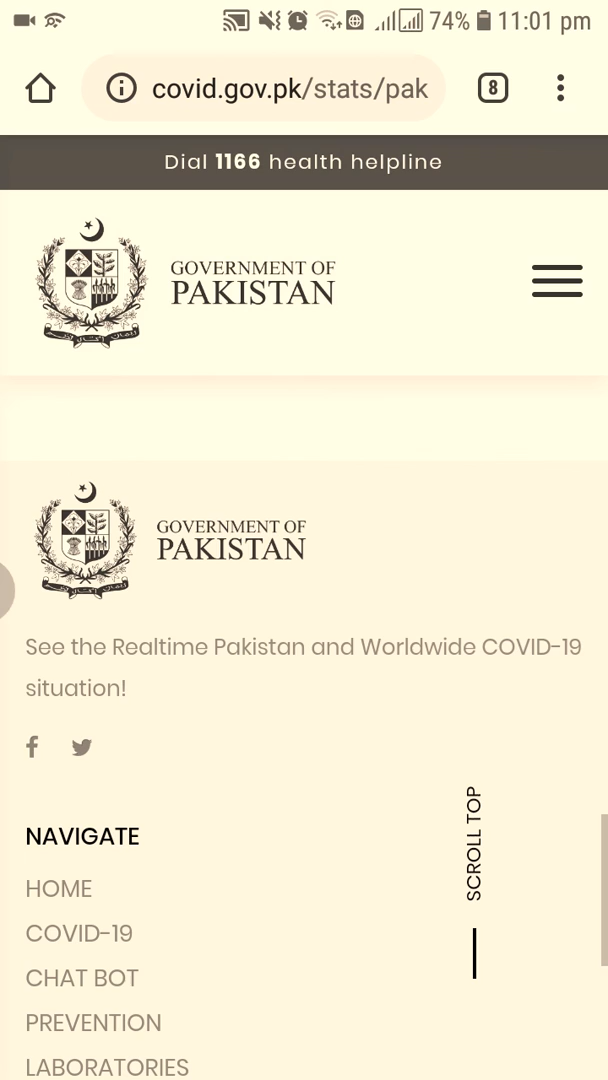 74% 11:01 pm
covid.gov.pk/stats/pak
8
Dial 1166 health helpline
GOVERNMENT OF
PAKISTAN
GOVERNMENT OF
PAKISTAN
See the Realtime Pakistan and Worldwide COVID-19
situation!
SCROLL TOP
NAVIGATE
HOME
COVID-19
CHAT BOT
PREVENTION
LABORATORIES